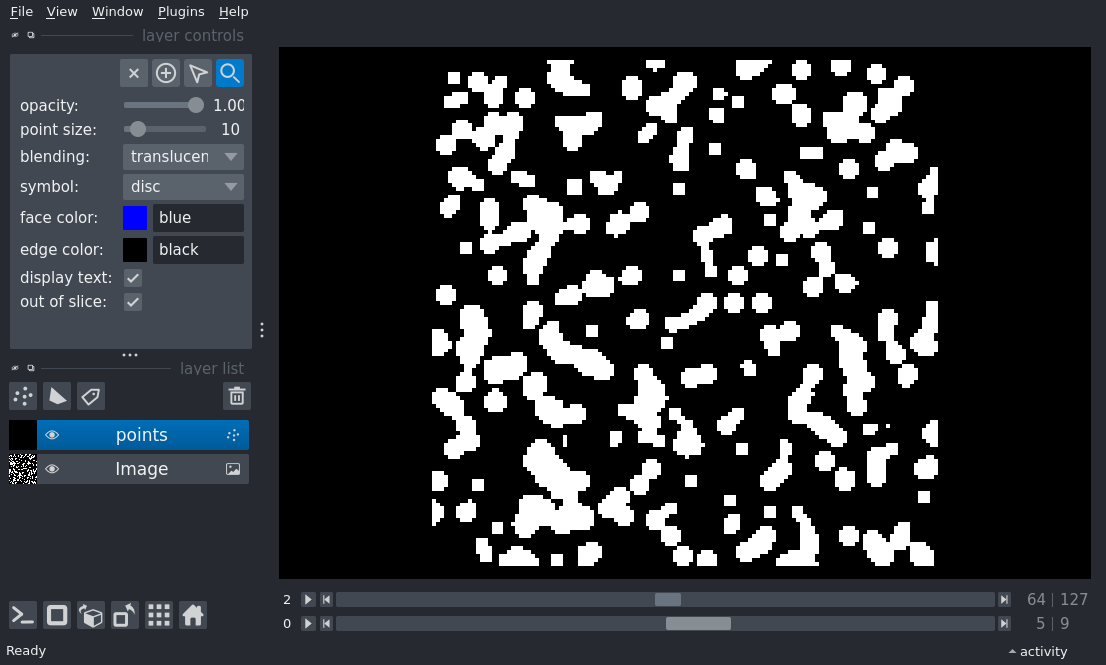 File View Window Plugins Help
layer controls
opacity: 1.00
point size: 10
blending: translucen
symbol: disc
face color: blue
edge color: black
display text:
out of slice:
layer list
points
Image
2 64 | 127
0 5 | 9
Ready activity